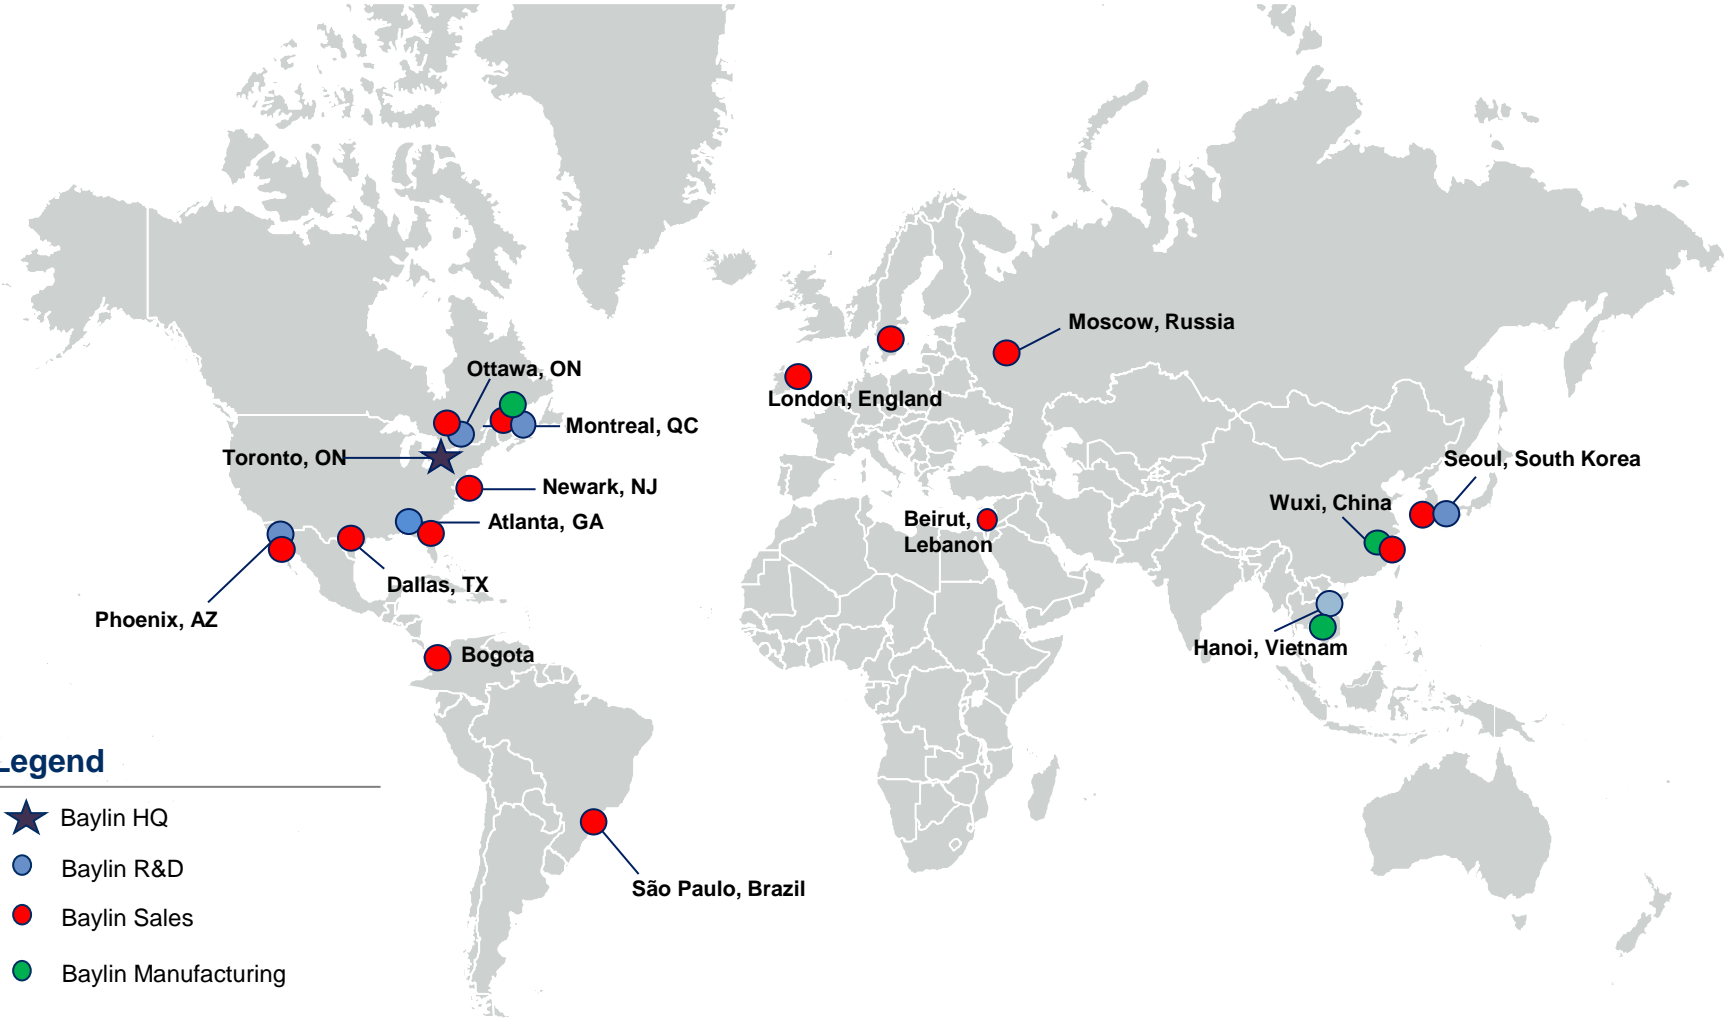 Moscow, Russia
Ottawa, ON
London, England
Montreal, QC
Toronto, ON
Seoul, South Korea
Newark, NJ
Wuxi, China
Atlanta, GA
Beirut,
Lebanon
Dallas, TX
Phoenix, AZ
Hanoi, Vietnam
Bogota
Legend
Baylin HQ
Baylin R&D
São Paulo, Brazil
Baylin Sales
Baylin Manufacturing